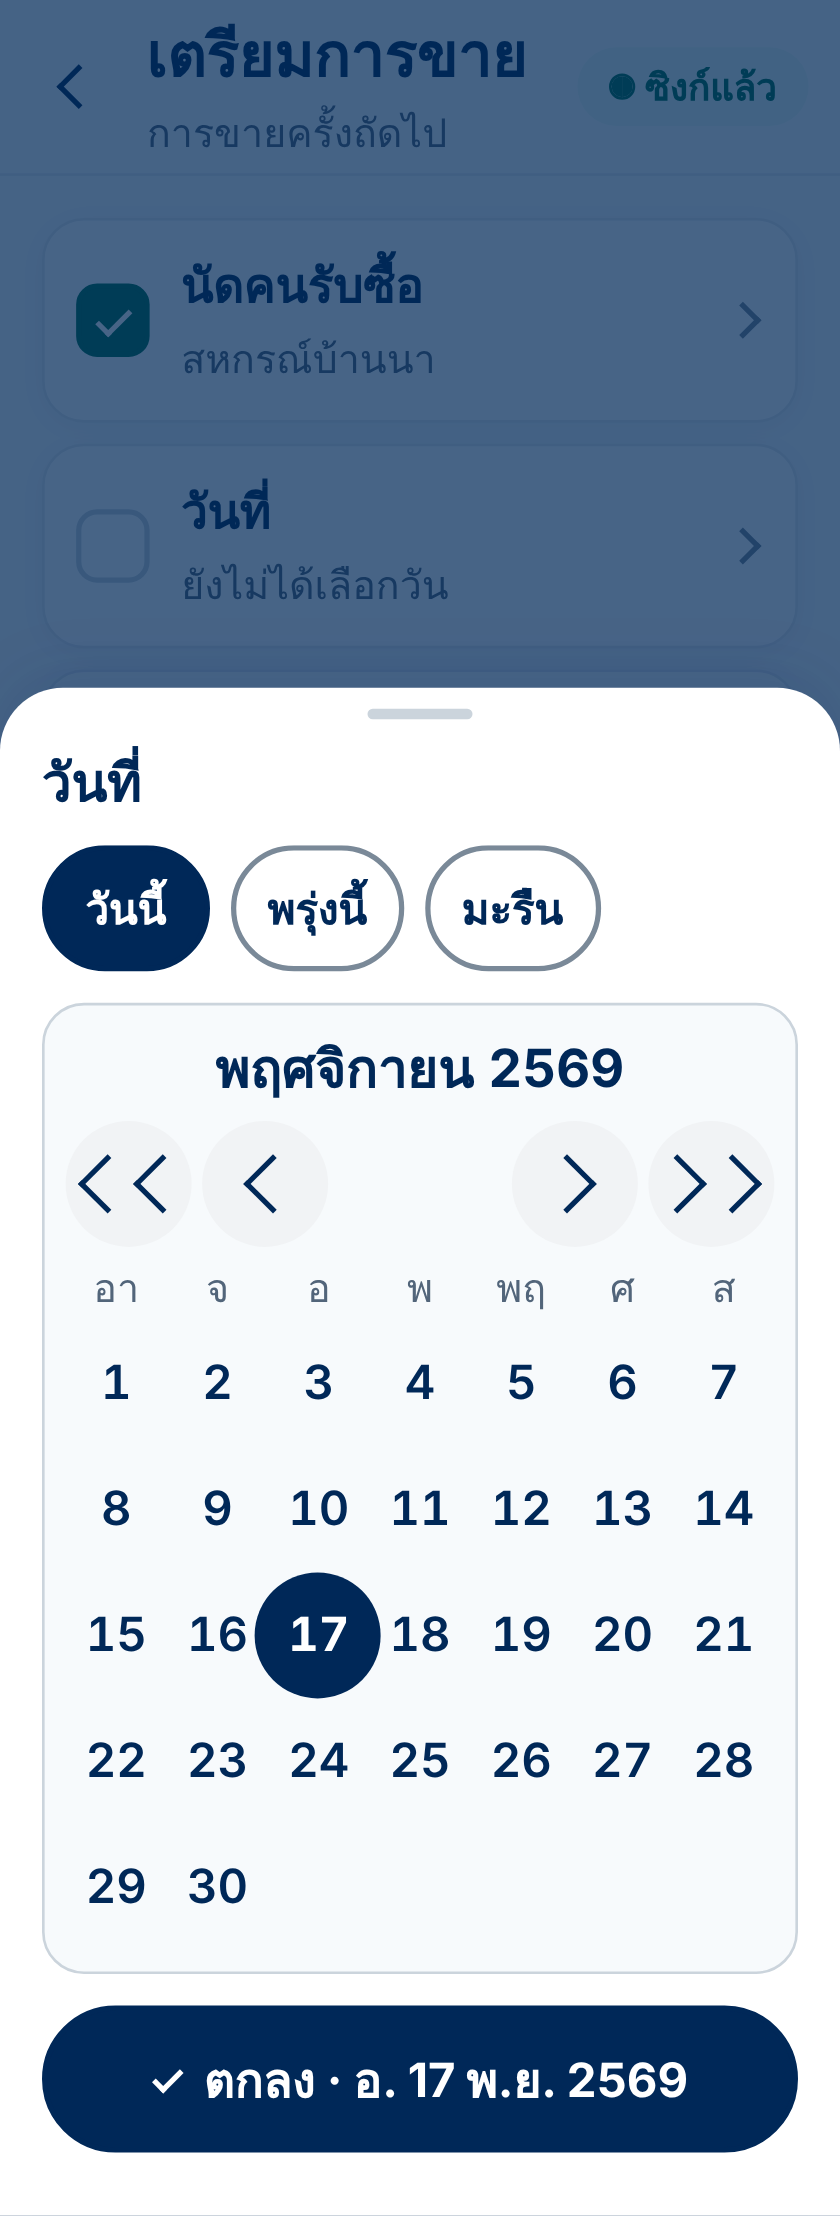 เตรียมการขาย
การขายครั้งถัดไป
ซิงก์แล้ว
นัดคนรับซื้อ
สหกรณ์บ้านนา
วันที่
ยังไม่ได้เลือกวัน
วันที่
วันนี้ พรุ่งนี้ มะรืน
พฤศจิกายน 2569
อา จ อ พ พฤ ศ ส
1 2 3 4 5 6 7
8 9 10 11 12 13 14
15 16 17 18 19 20 21
22 23 24 25 26 27 28
29 30
ตกลง · อ. 17 พ.ย. 2569